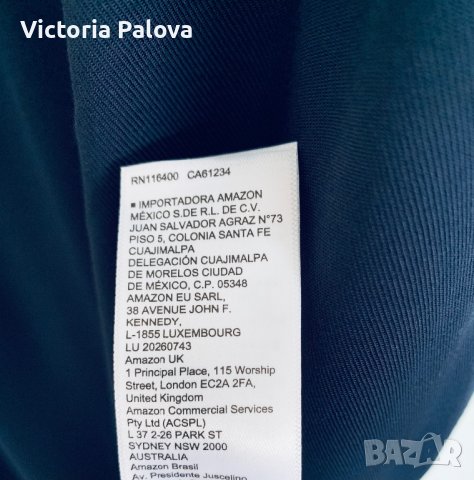 Victoria Palova
RN116400 CA61234
▪ IMPORTADORA AMAZON
MÉXICO S.DE R.L. DE C.V.
JUAN SALVADOR AGRAZ N°73
PISO 5, COLONIA SANTA FE
CUAJIMALPA
DELEGACIÓN CUAJIMALPA
DE MORELOS CIUDAD
DE MÉXICO, C.P. 05348
AMAZON EU SARL,
38 AVENUE JOHN F.
KENNEDY,
L-1855 LUXEMBOURG
LU 20260743
Amazon UK
1 Principal Place, 115 Worship
Street, London EC2A 2FA,
United Kingdom
Amazon Commercial Services
Pty Ltd (ACSPL)
L 37 2-26 PARK ST
SYDNEY NSW 2000
AUSTRALIA
Amazon Brasil
Av. Presidente Juscelino
BAZAR